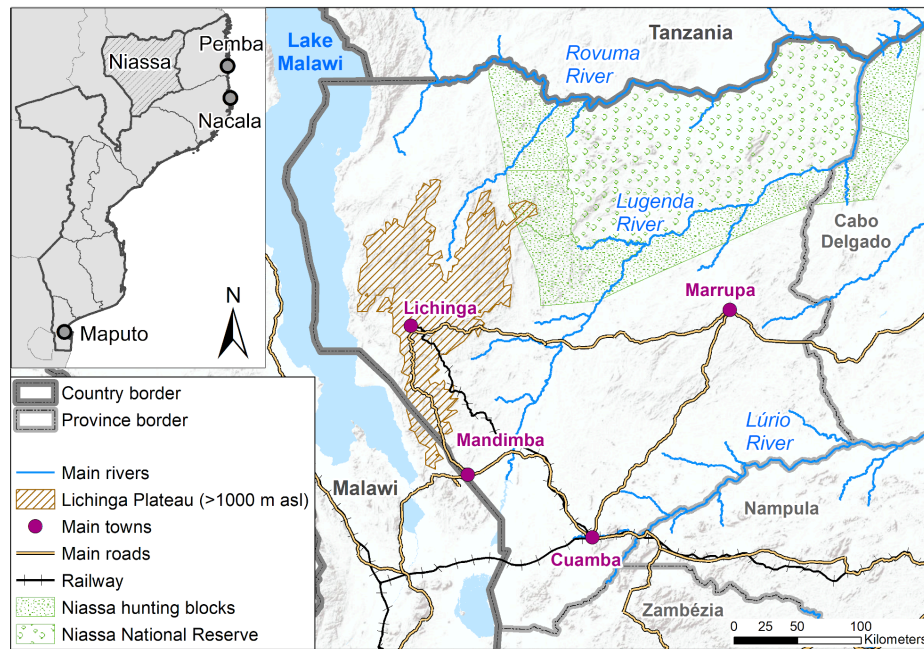 Pemba
Niassa
Nacala
N
Maputo
Lake
Malawi
Tanzania
Rovuma
River
Lugenda
River
Cabo
Delgado
Marrupa
Lichinga
Mandimba
Lúrio
River
Malawi
Nampula
Cuamba
Zambézia
Country border
Province border
Main rivers
Lichinga Plateau (>1000 m asl)
Main towns
Main roads
Railway
Niassa hunting blocks
Niassa National Reserve
0 25 50 100
Kilometers